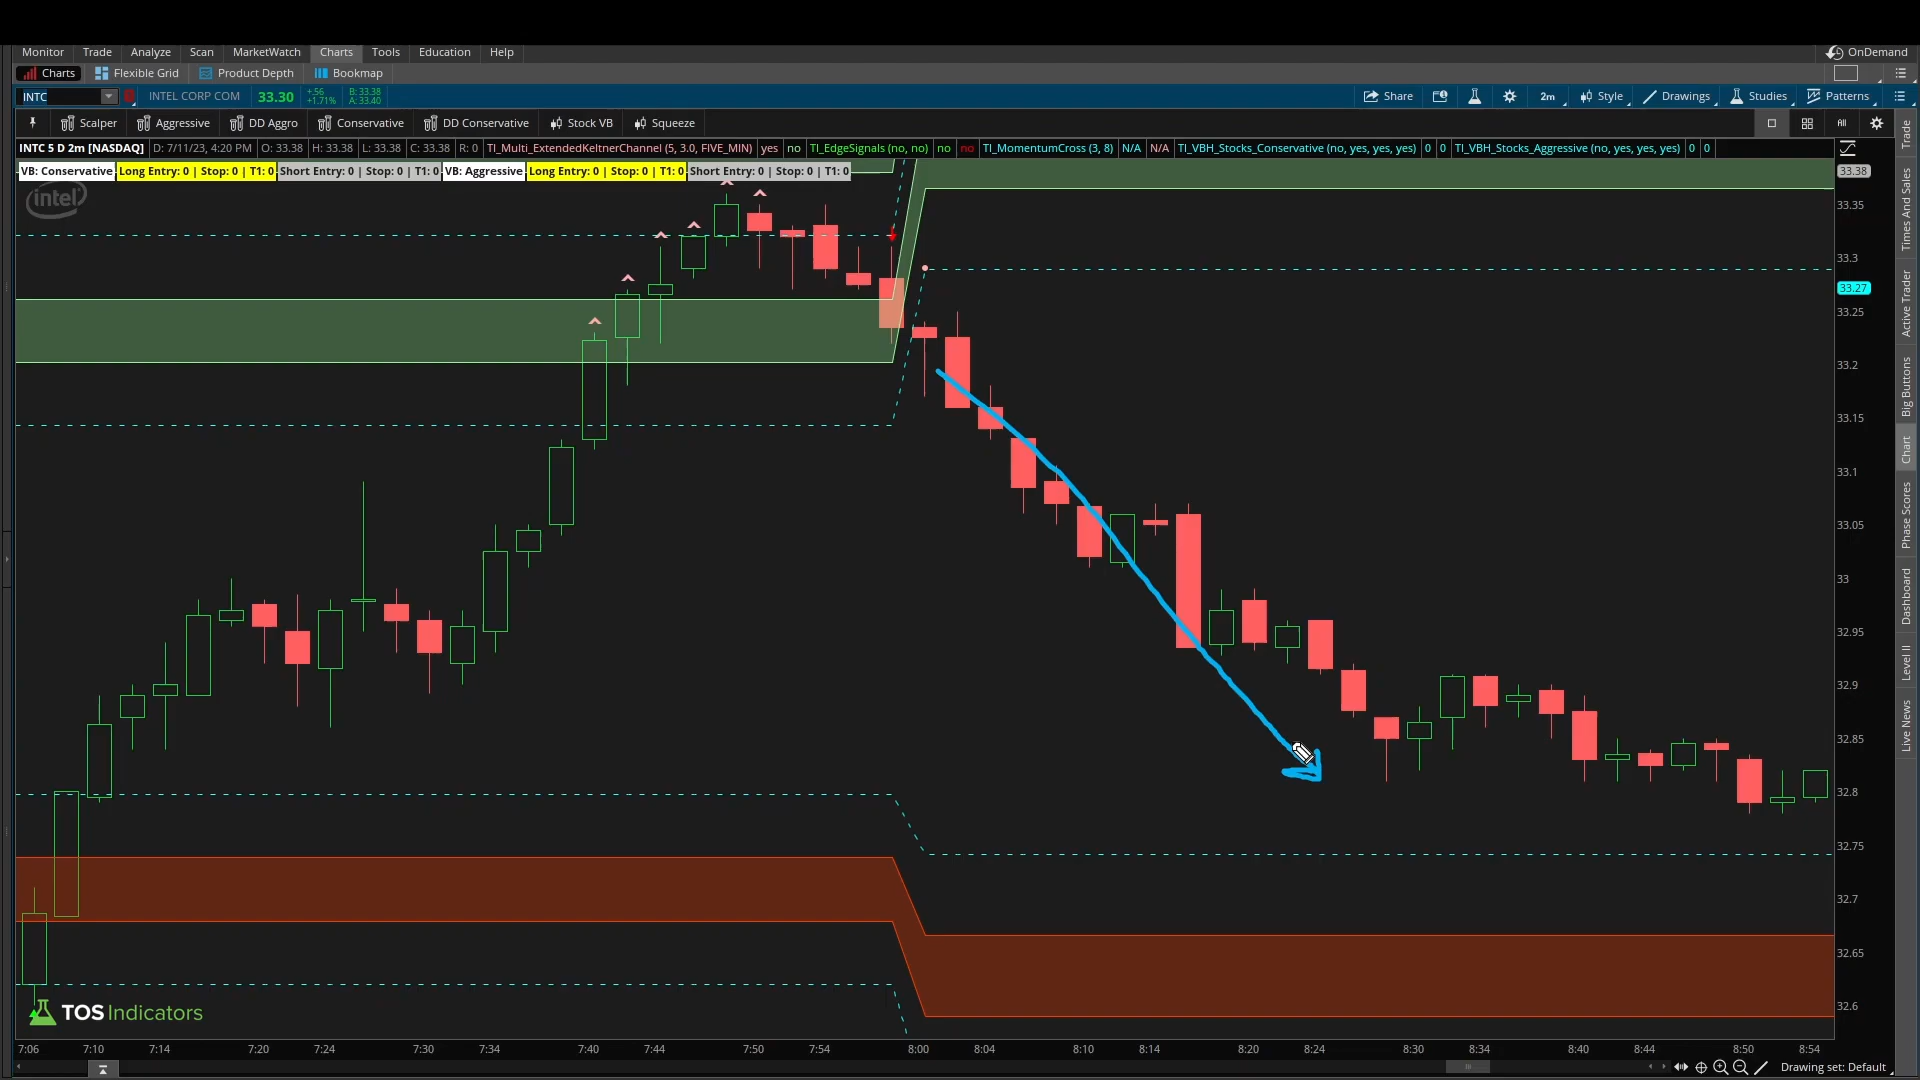 Monitor Trade Analyze Scan MarketWatch Charts Tools Education Help OnDemand
Charts Flexible Grid Product Depth Bookmap
INTC INTEL CORP COM 33.30 +.56 +1.71% B: 33.38 A: 33.40 Share 2m Style Drawings Studies Patterns
Scalper Aggressive DD Aggro Conservative DD Conservative Stock VB Squeeze
INTC 5 D 2m [NASDAQ] D: 7/11/23, 4:20 PM O: 33.38 H: 33.38 L: 33.38 C: 33.38 R: 0 TI_Multi_ExtendedKeltnerChannel (5, 3.0, FIVE_MIN) yes no TI_EdgeSignals (no, no) no no TI_MomentumCross (3, 8) N/A N/A TI_VBH_Stocks_Conservative (no, yes, yes, yes) 0 0 TI_VBH_Stocks_Aggressive (no, yes, yes, yes) 0 0
VB: Conservative Long Entry: 0 | Stop: 0 | T1: 0 Short Entry: 0 | Stop: 0 | T1: 0 VB: Aggressive Long Entry: 0 | Stop: 0 | T1: 0 Short Entry: 0 | Stop: 0 | T1: 0
intel
33.38
33.35
33.3
33.27
33.25
33.2
33.15
33.1
33.05
33
32.95
32.9
32.85
32.8
32.75
32.7
32.65
32.6
Trade
Times And Sales
Active Trader
Big Buttons
Chart
Phase Scores
Dashboard
Level II
Live News
TOS Indicators
7:06 7:10 7:14 7:20 7:24 7:30 7:34 7:40 7:44 7:50 7:54 8:00 8:04 8:10 8:14 8:20 8:24 8:30 8:34 8:40 8:44 8:50 8:54
Drawing set: Default